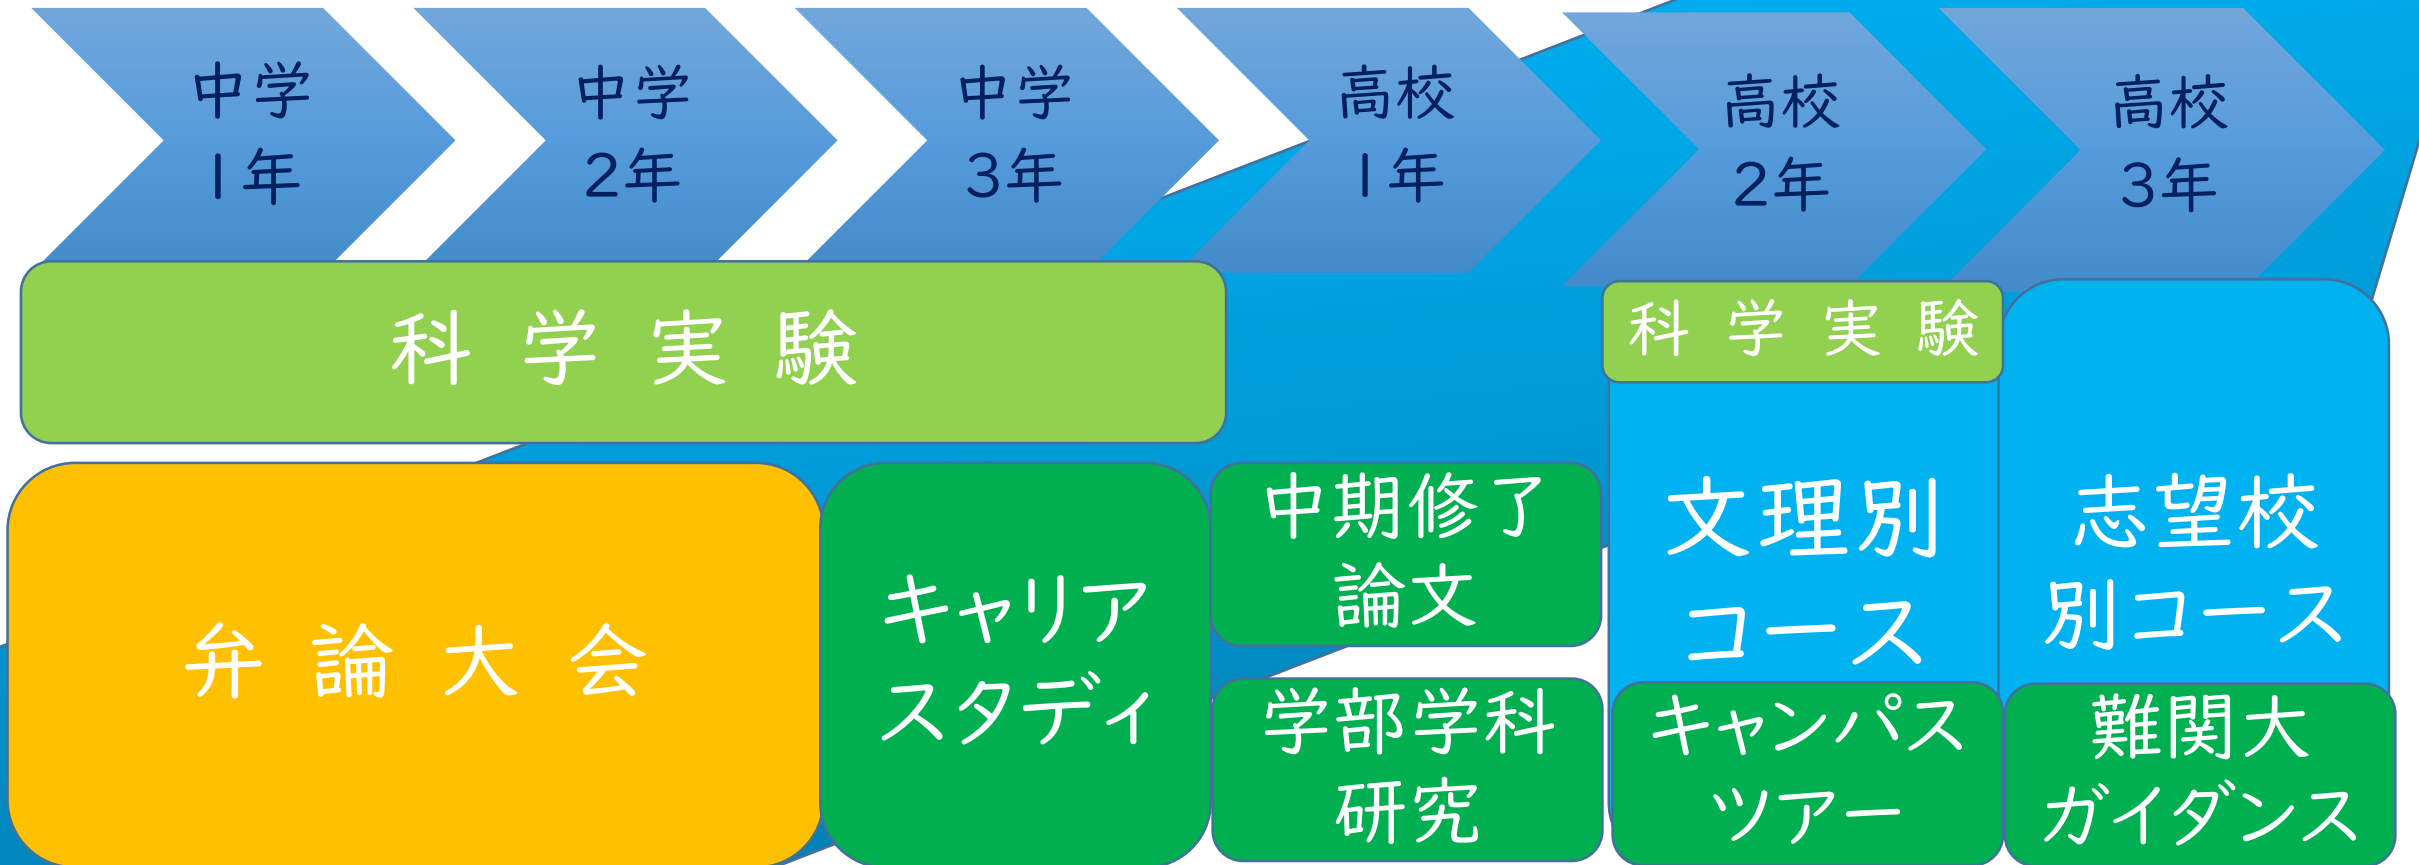 中学
1年
中学
2年
中学
3年
高校
1年
高校
2年
高校
3年
科学実験
科学実験
弁論大会
キャリア
スタディ
中期修了
論文
学部学科
研究
文理別
コース
キャンパス
ツアー
志望校
別コース
難関大
ガイダンス